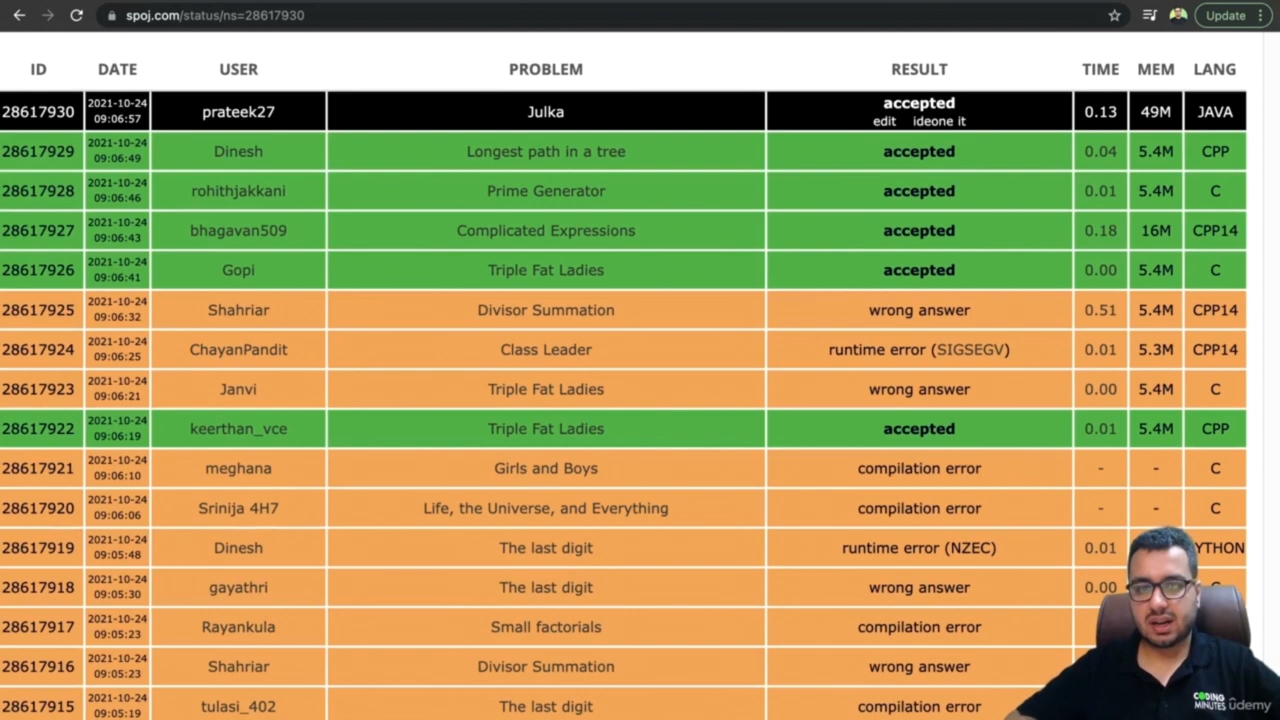 spoj.com/status/ns=28617930
Update
ID DATE USER PROBLEM RESULT TIME MEM LANG
28617930 2021-10-24 09:06:57 prateek27 Julka accepted edit ideone it 0.13 49M JAVA
28617929 2021-10-24 09:06:49 Dinesh Longest path in a tree accepted 0.04 5.4M CPP
28617928 2021-10-24 09:06:46 rohithjakkani Prime Generator accepted 0.01 5.4M C
28617927 2021-10-24 09:06:43 bhagavan509 Complicated Expressions accepted 0.18 16M CPP14
28617926 2021-10-24 09:06:41 Gopi Triple Fat Ladies accepted 0.00 5.4M C
28617925 2021-10-24 09:06:32 Shahriar Divisor Summation wrong answer 0.51 5.4M CPP14
28617924 2021-10-24 09:06:25 ChayanPandit Class Leader runtime error (SIGSEGV) 0.01 5.3M CPP14
28617923 2021-10-24 09:06:21 Janvi Triple Fat Ladies wrong answer 0.00 5.4M C
28617922 2021-10-24 09:06:19 keerthan_vce Triple Fat Ladies accepted 0.01 5.4M CPP
28617921 2021-10-24 09:06:10 meghana Girls and Boys compilation error - - C
28617920 2021-10-24 09:06:06 Srinija 4H7 Life, the Universe, and Everything compilation error - - C
28617919 2021-10-24 09:05:48 Dinesh The last digit runtime error (NZEC) 0.01 YTHON
28617918 2021-10-24 09:05:30 gayathri The last digit wrong answer 0.00
28617917 2021-10-24 09:05:23 Rayankula Small factorials compilation error
28617916 2021-10-24 09:05:23 Shahriar Divisor Summation wrong answer
28617915 2021-10-24 09:05:19 tulasi_402 The last digit compilation error
CODING
MINUTES
ûdemy